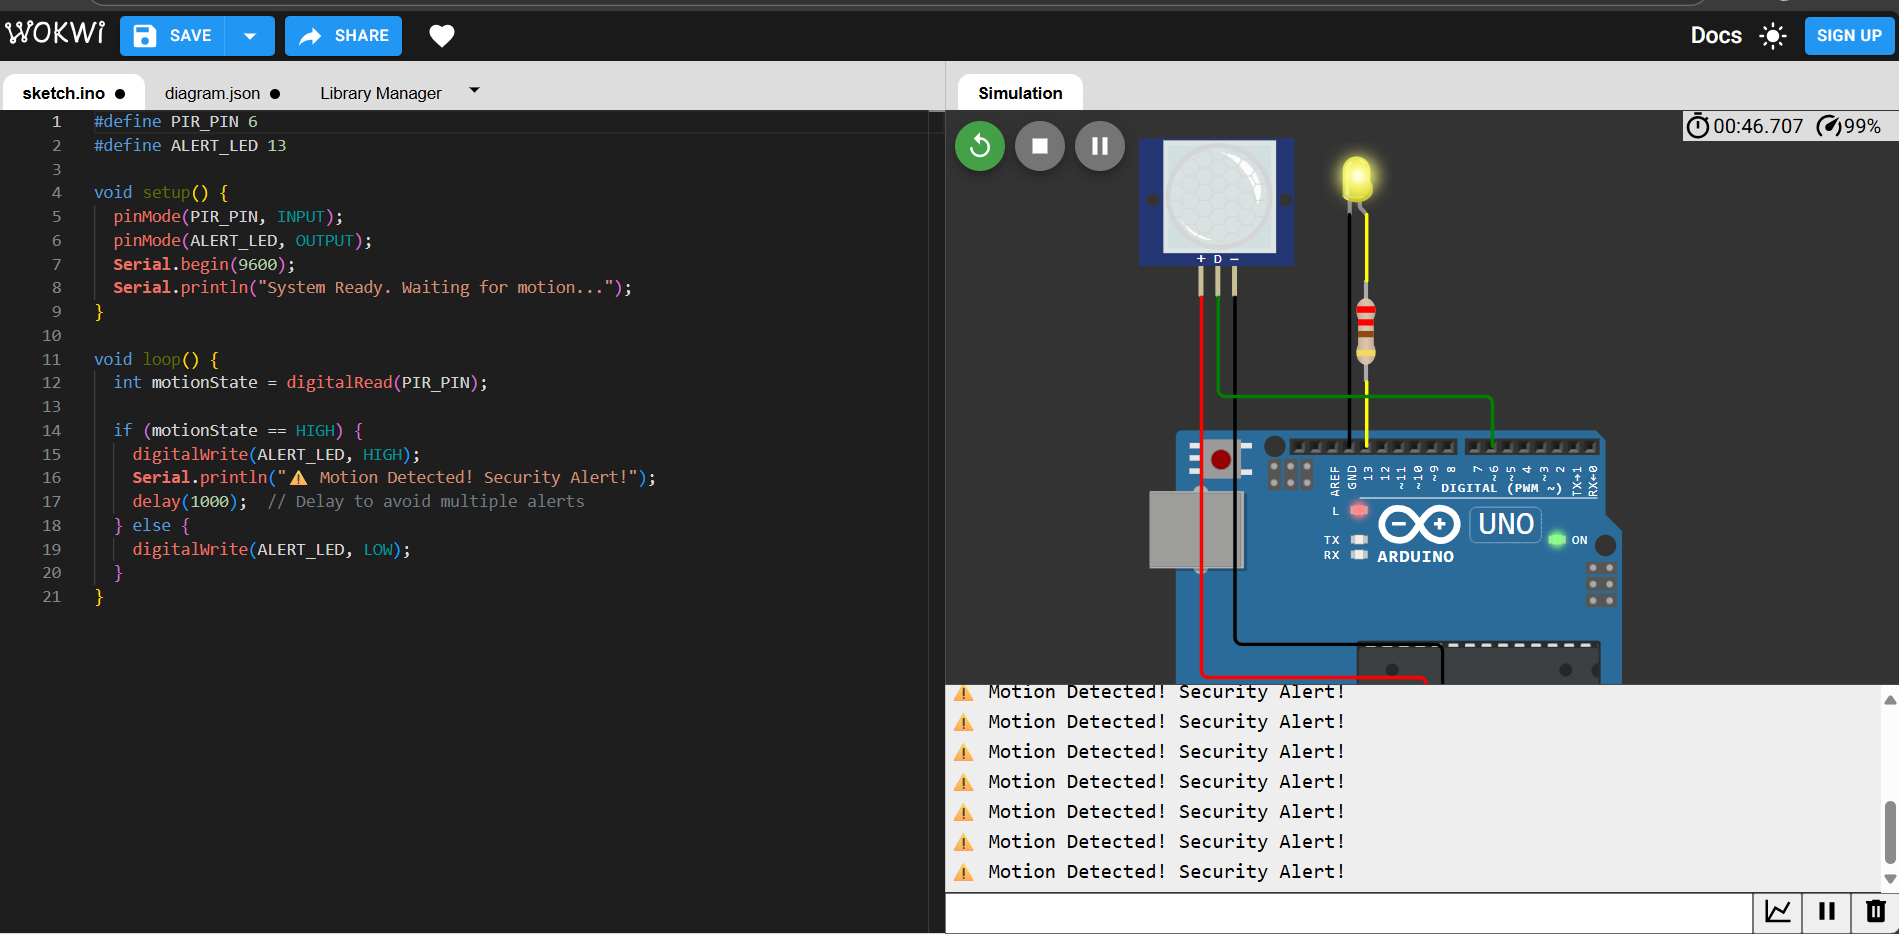 WOKWI
SAVE
SHARE
Docs
SIGN UP
sketch.ino
diagram.json
Library Manager
1 #define PIR_PIN 6
2 #define ALERT_LED 13
3
4 void setup() {
5 pinMode(PIR_PIN, INPUT);
6 pinMode(ALERT_LED, OUTPUT);
7 Serial.begin(9600);
8 Serial.println("System Ready. Waiting for motion...");
9 }
10
11 void loop() {
12 int motionState = digitalRead(PIR_PIN);
13
14 if (motionState == HIGH) {
15 digitalWrite(ALERT_LED, HIGH);
16 Serial.println("⚠️ Motion Detected! Security Alert!");
17 delay(1000); // Delay to avoid multiple alerts
18 } else {
19 digitalWrite(ALERT_LED, LOW);
20 }
21 }
Simulation
00:46.707 99%
+ D −
AREF GND 13 12 ~11 ~10 ~9 8 7 ~6 ~5 4 ~3 2 TX→1 RX←0
DIGITAL (PWM ~)
L
UNO
TX
ON
RX
ARDUINO
⚠️ Motion Detected! Security Alert!
⚠️ Motion Detected! Security Alert!
⚠️ Motion Detected! Security Alert!
⚠️ Motion Detected! Security Alert!
⚠️ Motion Detected! Security Alert!
⚠️ Motion Detected! Security Alert!
⚠️ Motion Detected! Security Alert!